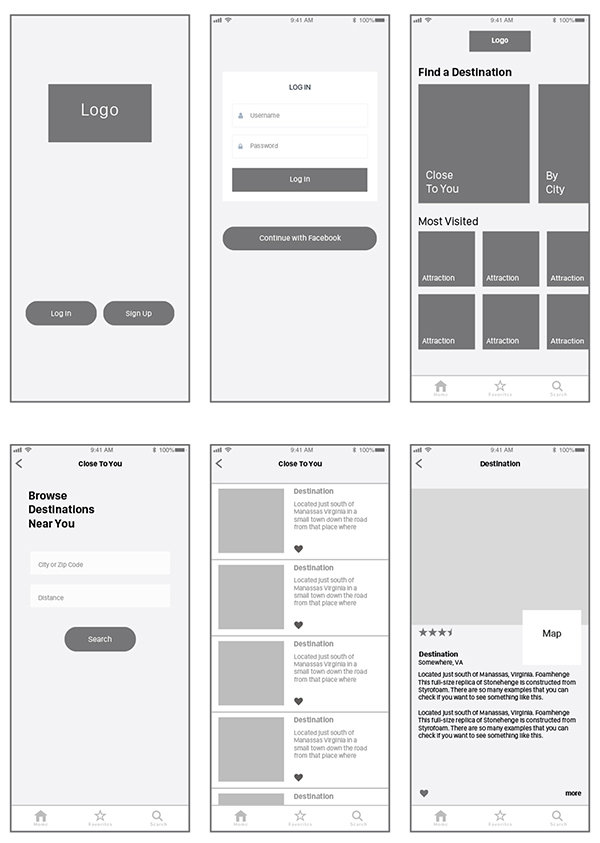 Logo
Log In
Sign Up
9:41 AM
100%
LOG IN
Username
Password
Log In
Continue with Facebook
9:41 AM
100%
Logo
Find a Destination
Close
To You
By
City
Most Visited
Attraction
Attraction
Attraction
Attraction
Attraction
Attraction
Home
Favorites
Search
9:41 AM
100%
Close To You
Browse
Destinations
Near You
City or Zip Code
Distance
Search
Home
Favorites
Search
9:41 AM
100%
Close To You
Destination
Located just south of
Manassas Virginia in a
small town down the road
from that place where
Destination
Located just south of
Manassas Virginia in a
small town down the road
from that place where
Destination
Located just south of
Manassas Virginia in a
small town down the road
from that place where
Destination
Located just south of
Manassas Virginia in a
small town down the road
from that place where
Destination
Home
Favorites
Search
9:41 AM
100%
Destination
Map
Destination
Somewhere, VA
Located just south of Manassas, Virginia. Foamhenge
This full-size replica of Stonehenge is constructed from
Styrofoam. There are so many examples that you can
check if you want to see something like this.
Located just south of Manassas, Virginia. Foamhenge
This full-size replica of Stonehenge is constructed from
Styrofoam. There are so many examples that you can
check if you want to see something like this.
more
Home
Favorites
Search